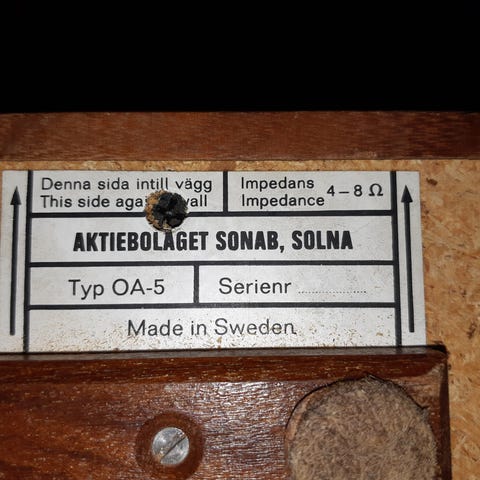 Denna sida intill vägg
This side against wall
Impedans
Impedance
4–8 Ω
AKTIEBOLAGET SONAB, SOLNA
Typ OA-5
Serienr ....................
Made in Sweden